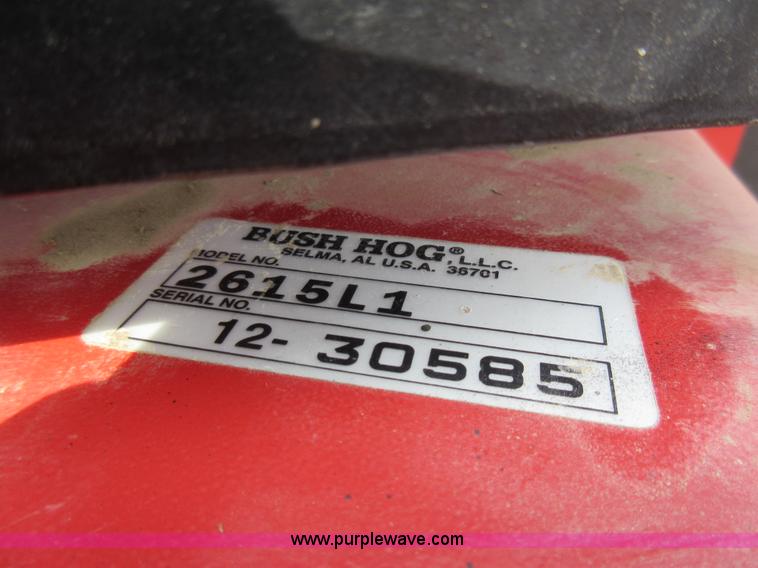 BUSH HOG®, L.L.C.
SELMA, AL U.S.A. 36701
MODEL NO.
2615L1
SERIAL NO.
12- 30585
www.purplewave.com